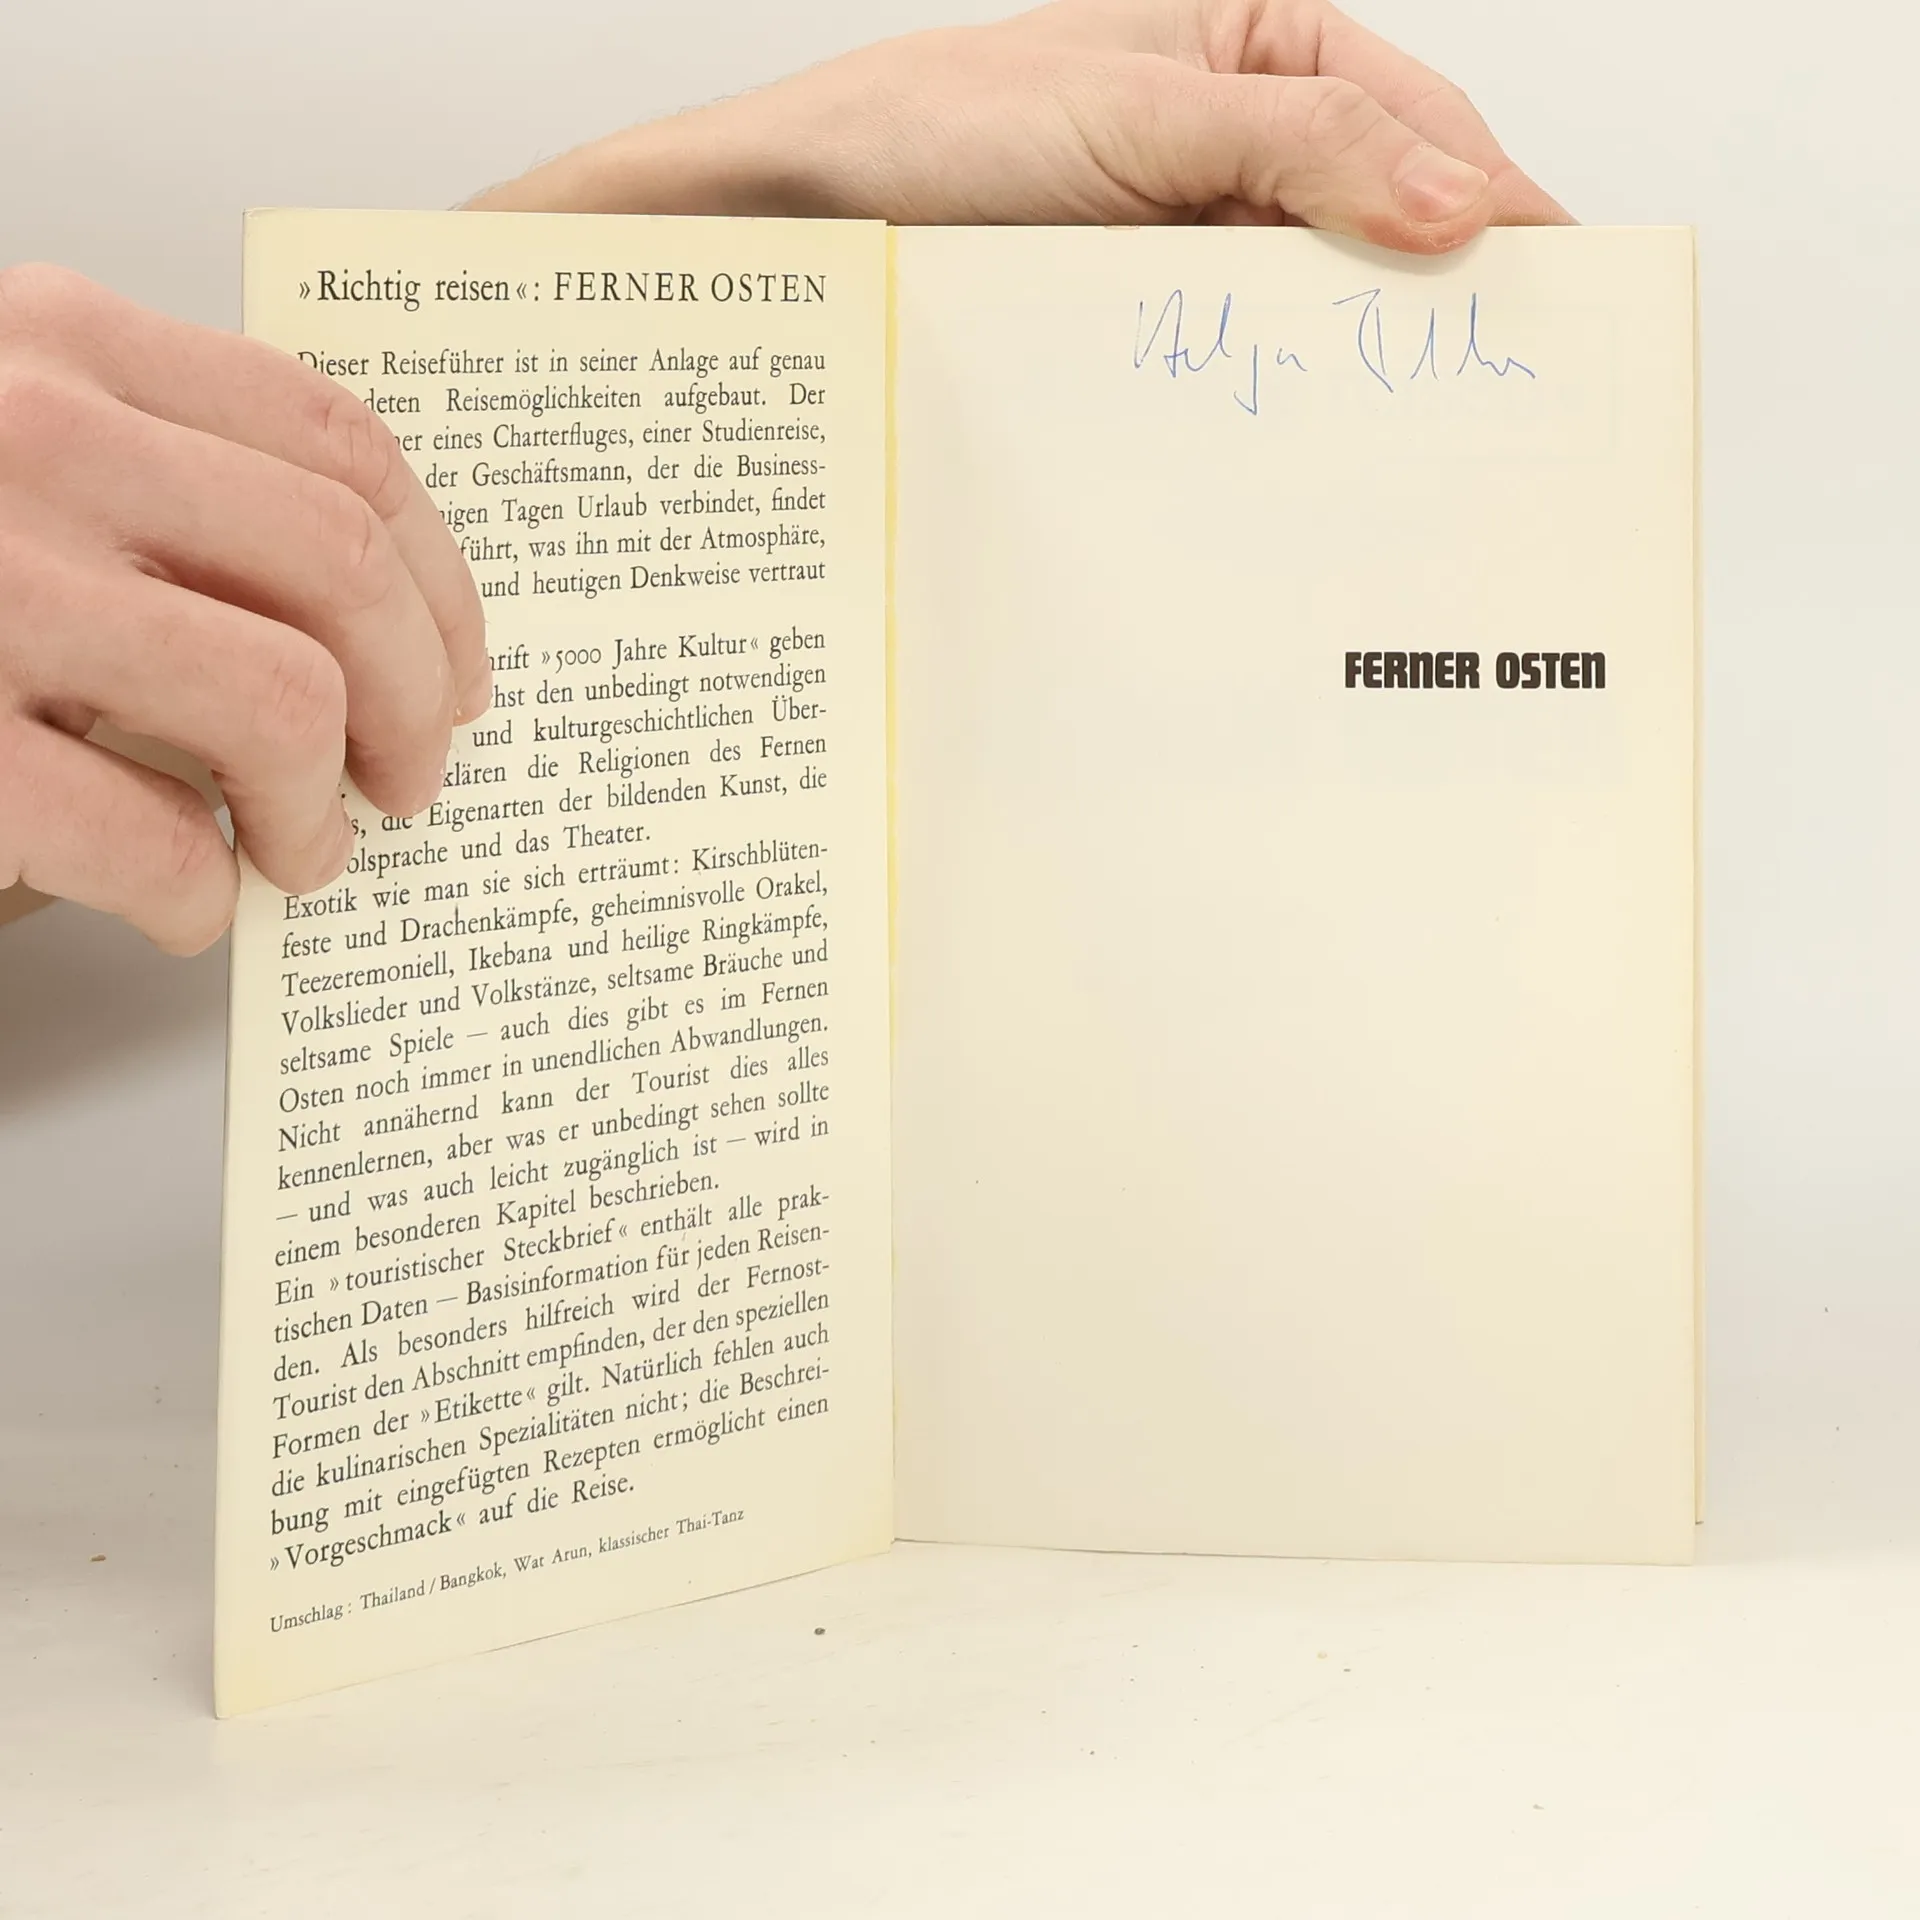 »Richtig reisen«: FERNER OSTEN
Dieser Reiseführer ist in seiner Anlage auf genau
Reisemöglichkeiten aufgebaut. Der
eines Charterfluges, einer Studienreise,
der Geschäftsmann, der die Business-
Tagen Urlaub verbindet, findet
was ihn mit der Atmosphäre,
und heutigen Denkweise vertraut
»5000 Jahre Kultur« geben
den unbedingt notwendigen
und kulturgeschichtlichen Über-
die Religionen des Fernen
die Eigenarten der bildenden Kunst, die
und das Theater.
Exotik wie man sie sich erträumt: Kirschblüten-
feste und Drachenkämpfe, geheimnisvolle Orakel,
Teezeremoniell, Ikebana und heilige Ringkämpfe,
Volkslieder und Volkstänze, seltsame Bräuche und
seltsame Spiele — auch dies gibt es im Fernen
Osten noch immer in unendlichen Abwandlungen.
Nicht annähernd kann der Tourist dies alles
kennenlernen, aber was er unbedingt sehen sollte
— und was auch leicht zugänglich ist — wird in
einem besonderen Kapitel beschrieben.
Ein »touristischer Steckbrief« enthält alle prak-
tischen Daten — Basisinformation für jeden Reisen-
den. Als besonders hilfreich wird der Fernost-
Tourist den Abschnitt empfinden, der den speziellen
Formen der »Etikette« gilt. Natürlich fehlen auch
die kulinarischen Spezialitäten nicht; die Beschrei-
bung mit eingefügten Rezepten ermöglicht einen
»Vorgeschmack« auf die Reise.
Umschlag: Thailand / Bangkok, Wat Arun, klassischer Thai-Tanz
Helga
FERNER OSTEN